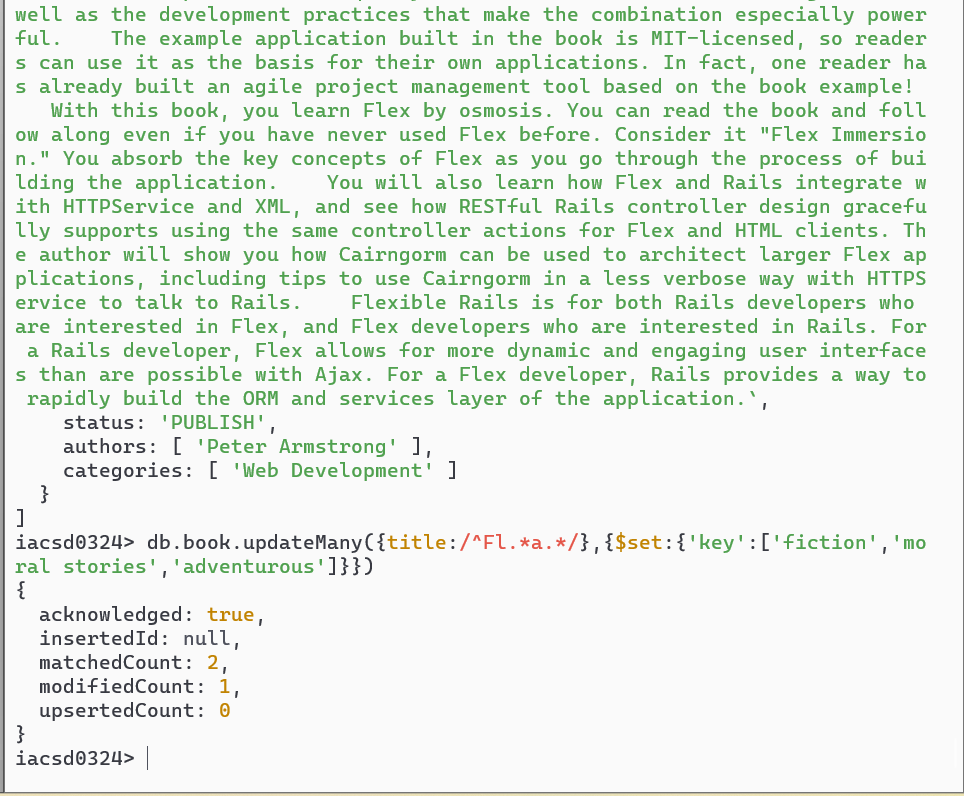 well as the development practices that make the combination especially power
ful.    The example application built in the book is MIT-licensed, so reader
s can use it as the basis for their own applications. In fact, one reader ha
s already built an agile project management tool based on the book example!
   With this book, you learn Flex by osmosis. You can read the book and foll
ow along even if you have never used Flex before. Consider it "Flex Immersio
n." You absorb the key concepts of Flex as you go through the process of bui
lding the application.    You will also learn how Flex and Rails integrate w
ith HTTPService and XML, and see how RESTful Rails controller design gracefu
lly supports using the same controller actions for Flex and HTML clients. Th
e author will show you how Cairngorm can be used to architect larger Flex ap
plications, including tips to use Cairngorm in a less verbose way with HTTPS
ervice to talk to Rails.    Flexible Rails is for both Rails developers who
are interested in Flex, and Flex developers who are interested in Rails. For
 a Rails developer, Flex allows for more dynamic and engaging user interface
s than are possible with Ajax. For a Flex developer, Rails provides a way to
 rapidly build the ORM and services layer of the application.`,
    status: 'PUBLISH',
    authors: [ 'Peter Armstrong' ],
    categories: [ 'Web Development' ]
  }
]
iacsd0324> db.book.updateMany({title:/^Fl.*a.*/},{$set:{'key':['fiction','mo
ral stories','adventurous']}})
{
  acknowledged: true,
  insertedId: null,
  matchedCount: 2,
  modifiedCount: 1,
  upsertedCount: 0
}
iacsd0324>